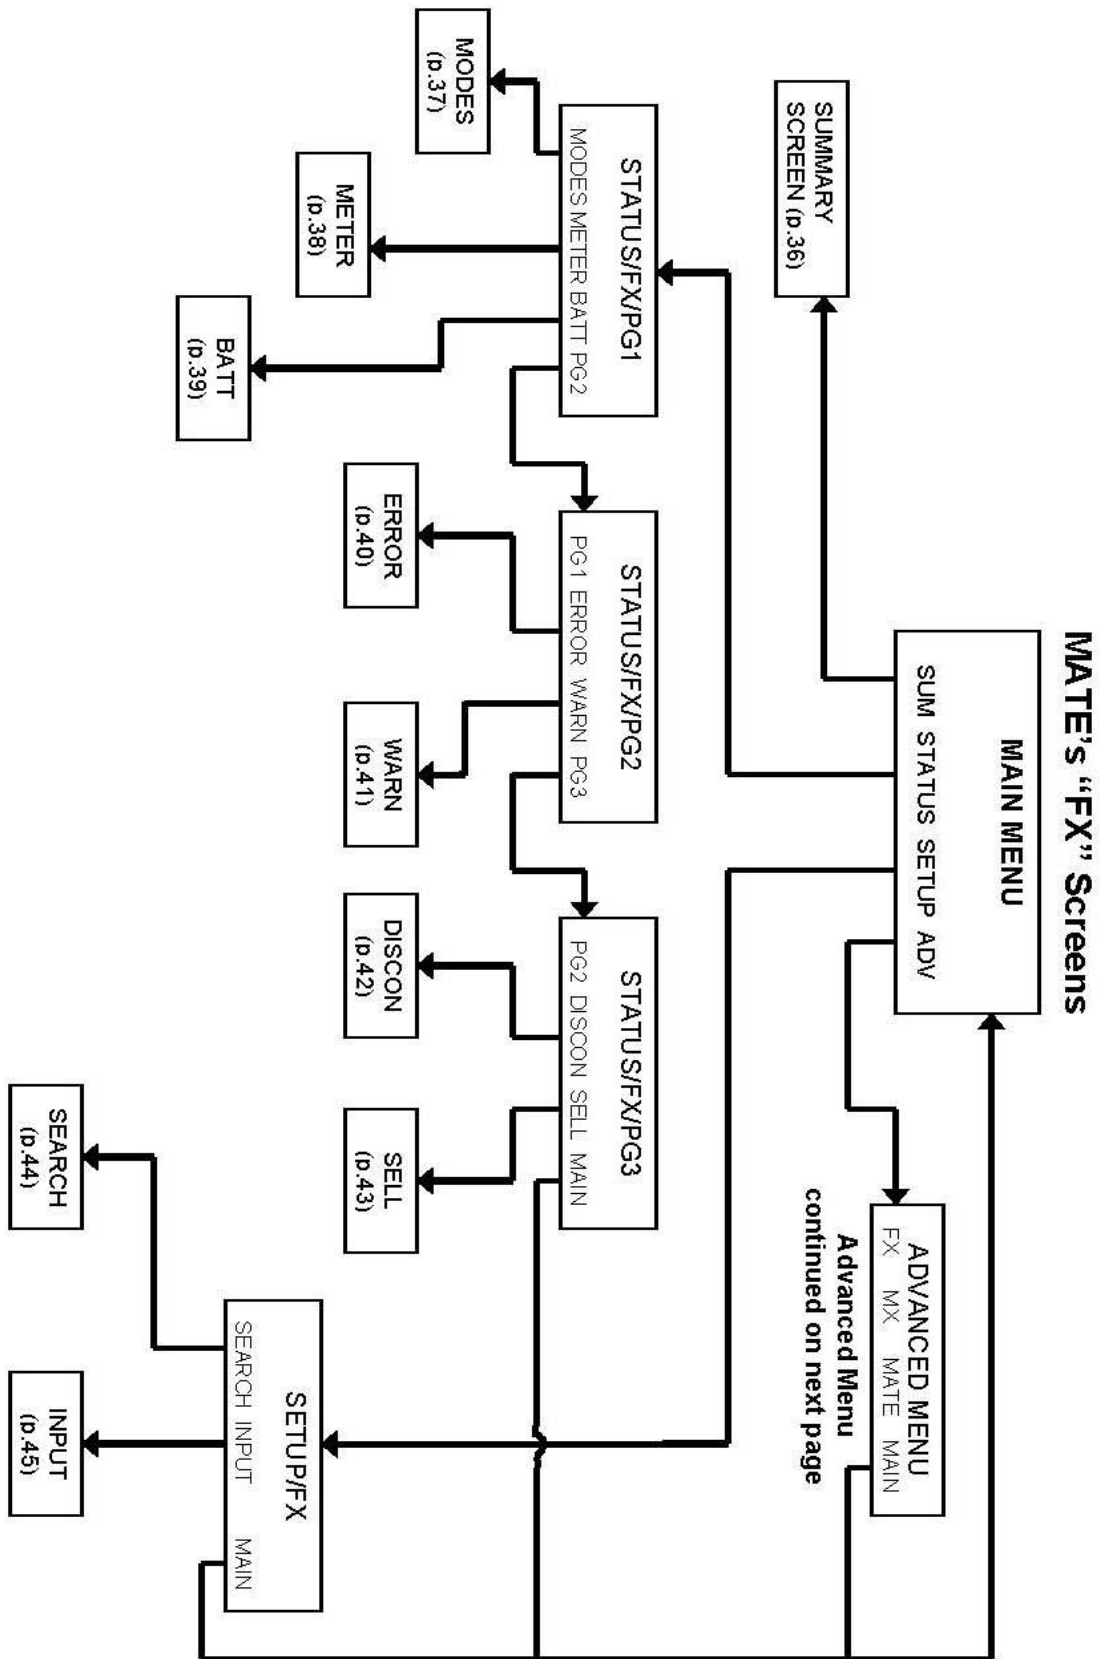 MATE's “FX” Screens
MAIN MENU
SUM STATUS SETUP ADV
SUMMARY
SCREEN (p.36)
ADVANCED MENU
FX MX MATE MAIN
Advanced Menu
continued on next page
STATUS/FX/PG1
MODES METER BATT PG2
STATUS/FX/PG2
PG1 ERROR WARN PG3
STATUS/FX/PG3
PG2 DISCON SELL MAIN
MODES
(p.37)
METER
(p.38)
BATT
(p.39)
ERROR
(p.40)
WARN
(p.41)
DISCON
(p.42)
SELL
(p.43)
SETUP/FX
SEARCH INPUT MAIN
SEARCH
(p.44)
INPUT
(p.45)